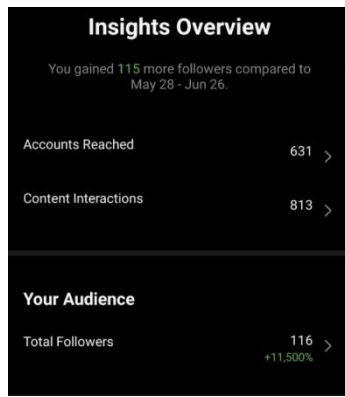 Insights Overview
You gained 115 more followers compared to
May 28 - Jun 26.
Accounts Reached
631
Content Interactions
813
Your Audience
Total Followers
116
+11,500%